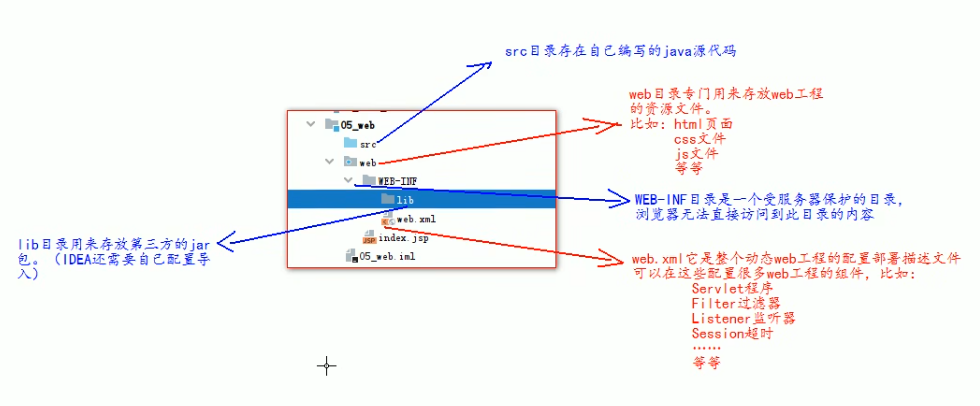 src目录存在自己编写的java源代码
web目录专门用来存放web工程
的资源文件。
比如：html页面
css文件
js文件
等等
05_web
src
web
WEB-INF
lib
web.xml
index.jsp
05_web.iml
WEB-INF目录是一个受服务器保护的目录，
浏览器无法直接访问到此目录的内容
lib目录用来存放第三方的jar
包。（IDEA还需要自己配置导
入）
web.xml它是整个动态web工程的配置部署描述文件
可以在这些配置很多web工程的组件，比如：
Servlet程序
Filter过滤器
Listener监听器
Session超时
……
等等